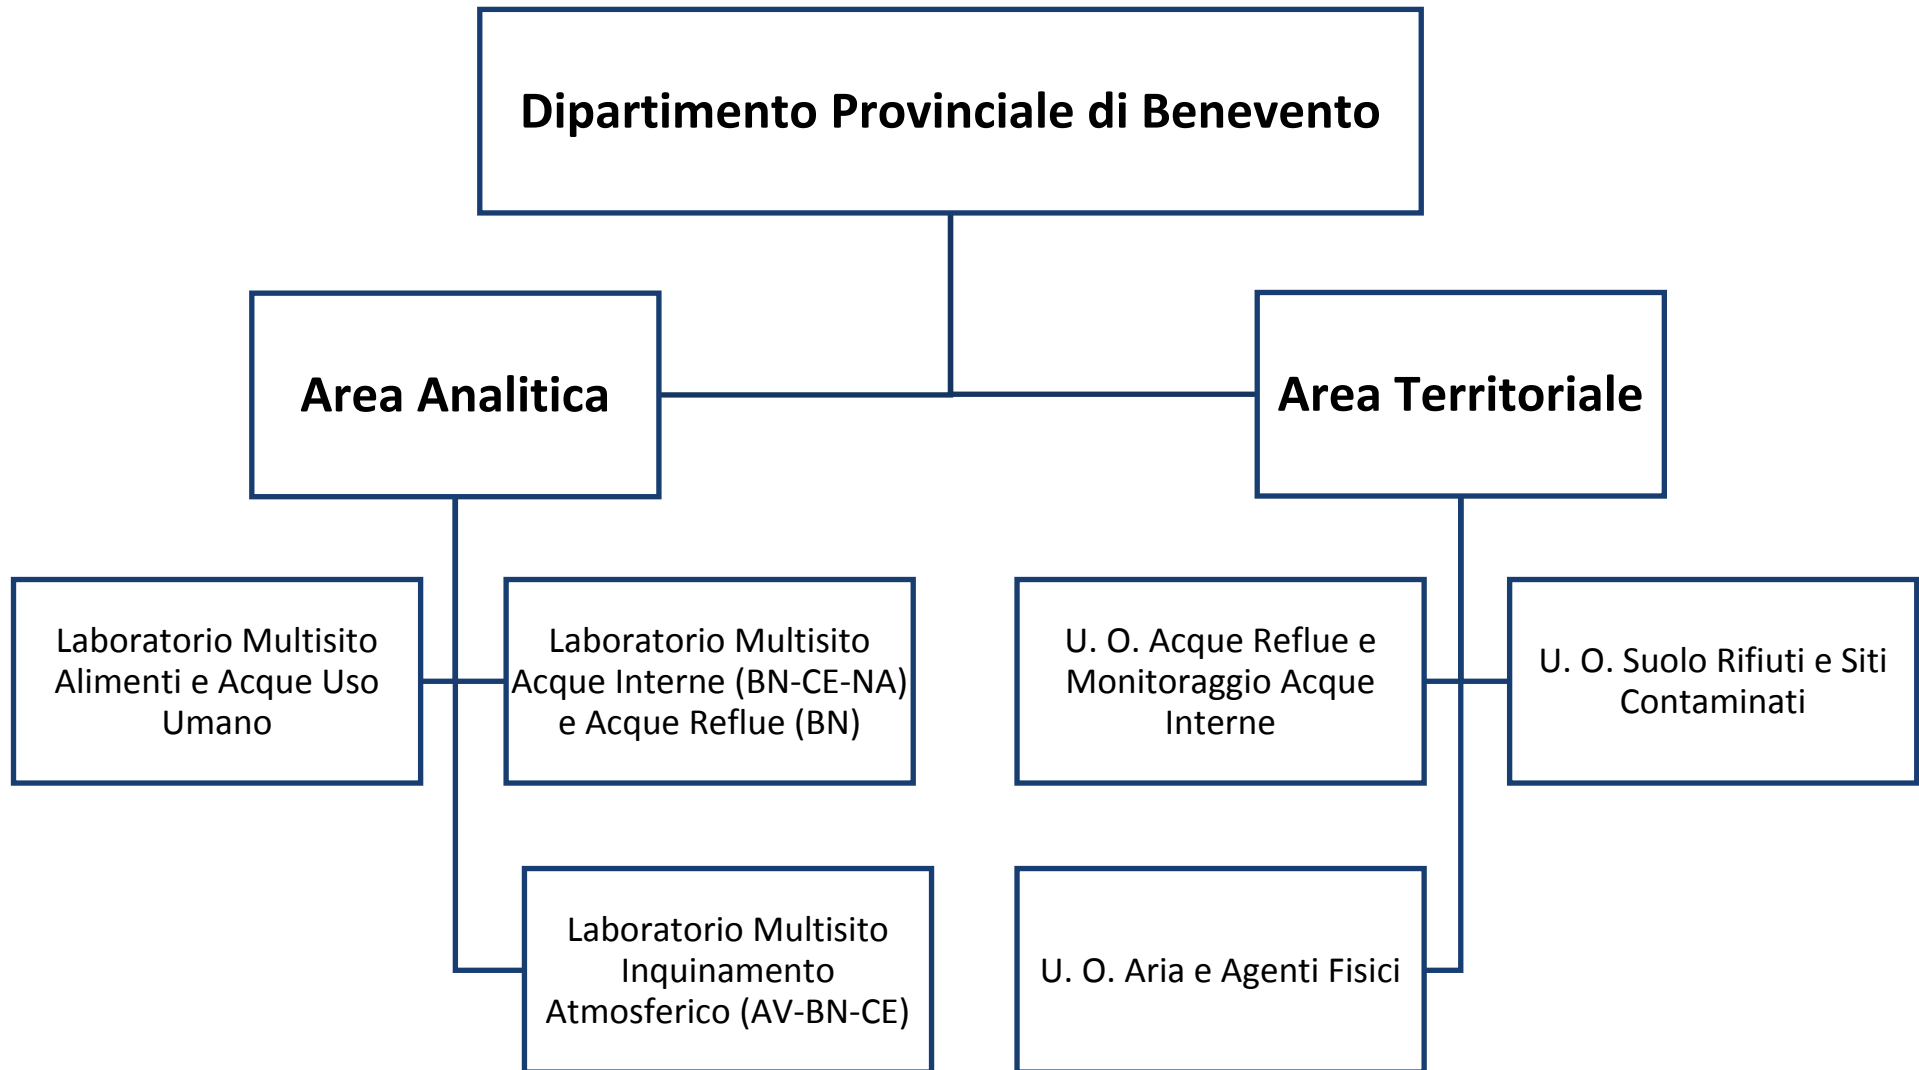 Dipartimento Provinciale di Benevento
Area Analitica
Area Territoriale
Laboratorio Multisito
Alimenti e Acque Uso
Umano
Laboratorio Multisito
Acque Interne (BN-CE-NA)
e Acque Reflue (BN)
U. O. Acque Reflue e
Monitoraggio Acque
Interne
U. O. Suolo Rifiuti e Siti
Contaminati
Laboratorio Multisito
Inquinamento
Atmosferico (AV-BN-CE)
U. O. Aria e Agenti Fisici